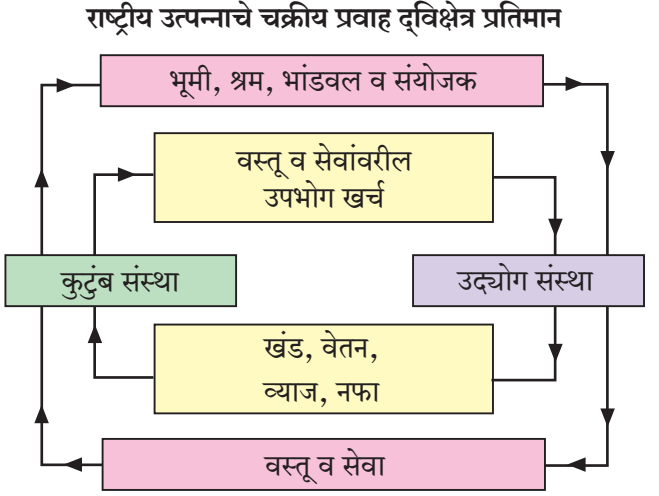 राष्ट्रीय उत्पन्नाचे चक्रीय प्रवाह द्‌विक्षेत्र प्रतिमान
भूमी, श्रम, भांडवल व संयोजक
वस्तू व सेवांवरील
उपभोग खर्च
कुटुंब संस्था
उद्योग संस्था
खंड, वेतन,
व्याज, नफा
वस्तू व सेवा